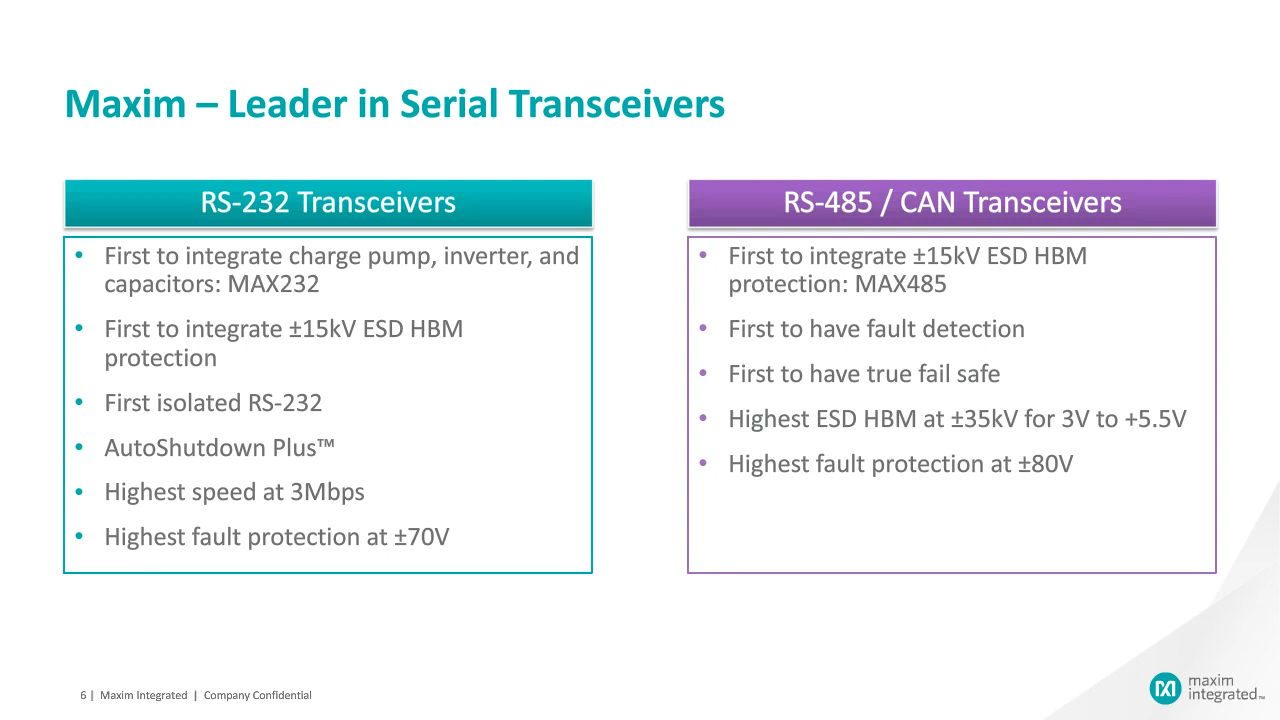 Maxim – Leader in Serial Transceivers
RS-232 Transceivers
• First to integrate charge pump, inverter, and
capacitors: MAX232
• First to integrate ±15kV ESD HBM
protection
• First isolated RS-232
• AutoShutdown Plus™
• Highest speed at 3Mbps
• Highest fault protection at ±70V
RS-485 / CAN Transceivers
• First to integrate ±15kV ESD HBM
protection: MAX485
• First to have fault detection
• First to have true fail safe
• Highest ESD HBM at ±35kV for 3V to +5.5V
• Highest fault protection at ±80V
6 | Maxim Integrated | Company Confidential
maxim
integrated™